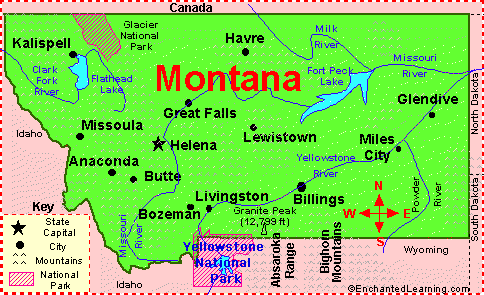 Canada
Glacier
National
Park
Kalispell
Clark
Fork
River
Flathead
Lake
Havre
Milk
River
Missouri
River
Fort Peck
Lake
Montana
Great Falls
Glendive
North Dakota
Idaho
Missoula
Helena
Lewistown
Miles
City
Anaconda
Butte
Yellowstone
River
Powder
River
South Dakota
Livingston
Billings
Bozeman
Granite Peak
(12,799 ft)
N
W
E
S
Missouri
River
Yellowstone
National
Park
Absaroka
Range
Bighorn
Mountains
Wyoming
Idaho
Key
State
Capital
City
Mountains
National
Park
©EnchantedLearning.com